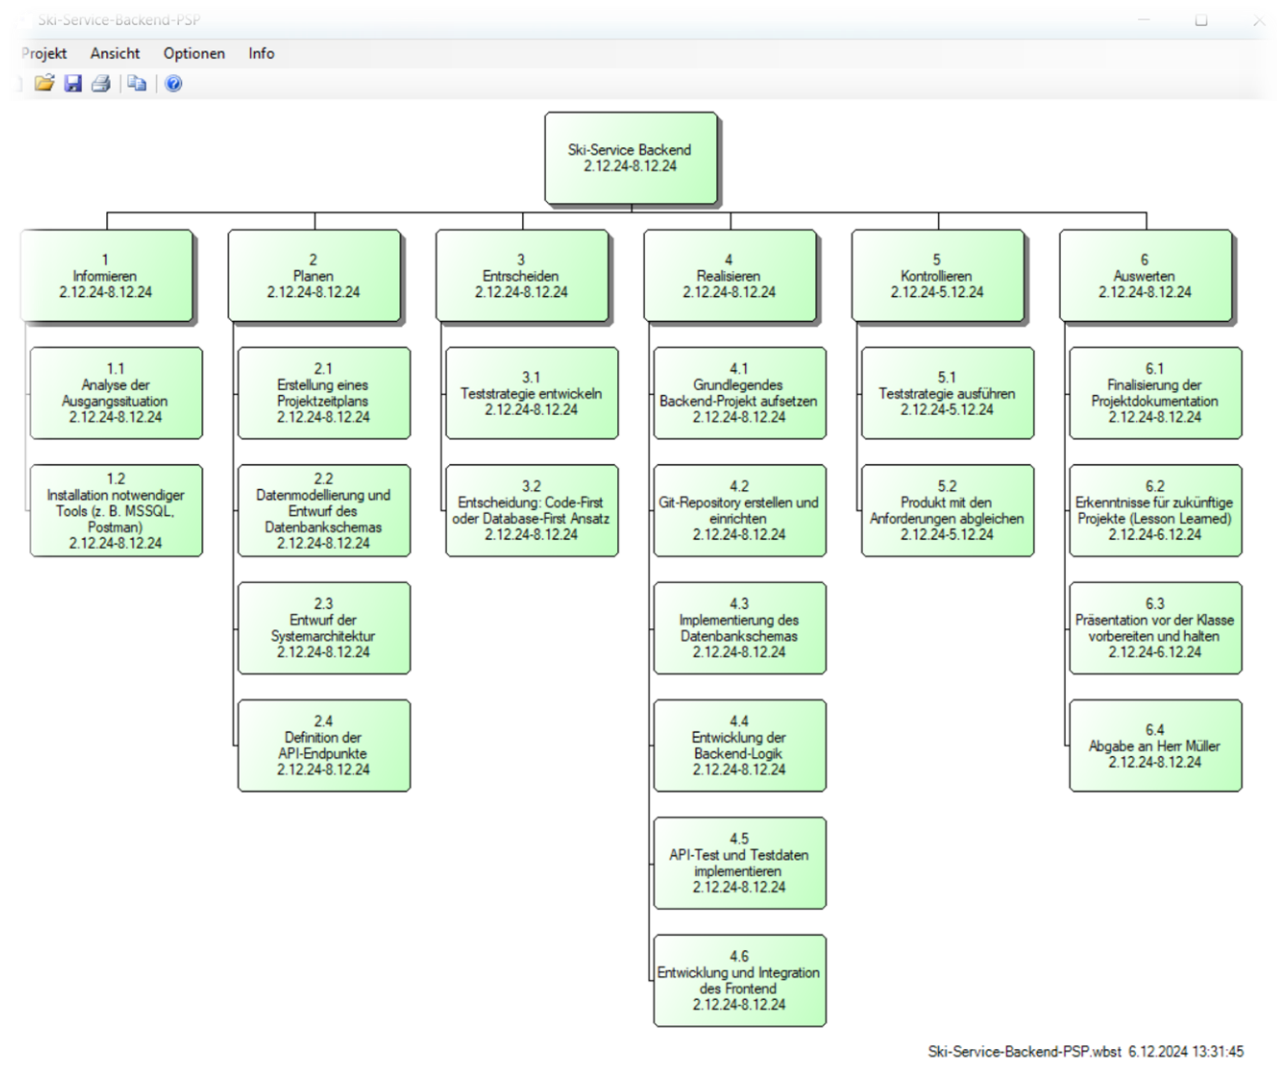 Ski-Service-Backend-PSP
Projekt Ansicht Optionen Info
Ski-Service Backend
2.12.24-8.12.24
1
Informieren
2.12.24-8.12.24
2
Planen
2.12.24-8.12.24
3
Entrscheiden
2.12.24-8.12.24
4
Realisieren
2.12.24-8.12.24
5
Kontrollieren
2.12.24-5.12.24
6
Auswerten
2.12.24-8.12.24
1.1
Analyse der
Ausgangssituation
2.12.24-8.12.24
2.1
Erstellung eines
Projektzeitplans
2.12.24-8.12.24
3.1
Teststrategie entwickeln
2.12.24-8.12.24
4.1
Grundlegendes
Backend-Projekt aufsetzen
2.12.24-8.12.24
5.1
Teststrategie ausführen
2.12.24-5.12.24
6.1
Finalisierung der
Projektdokumentation
2.12.24-8.12.24
1.2
Installation notwendiger
Tools (z. B. MSSQL,
Postman)
2.12.24-8.12.24
2.2
Datenmodellierung und
Entwurf des
Datenbankschemas
2.12.24-8.12.24
3.2
Entscheidung: Code-First
oder Database-First Ansatz
2.12.24-8.12.24
4.2
Git-Repository erstellen und
einrichten
2.12.24-8.12.24
5.2
Produkt mit den
Anforderungen abgleichen
2.12.24-5.12.24
6.2
Erkenntnisse für zukünftige
Projekte (Lesson Learned)
2.12.24-6.12.24
2.3
Entwurf der
Systemarchitektur
2.12.24-8.12.24
4.3
Implementierung des
Datenbankschemas
2.12.24-8.12.24
6.3
Präsentation vor der Klasse
vorbereiten und halten
2.12.24-6.12.24
2.4
Definition der
API-Endpunkte
2.12.24-8.12.24
4.4
Entwicklung der
Backend-Logik
2.12.24-8.12.24
6.4
Abgabe an Herr Müller
2.12.24-8.12.24
4.5
API-Test und Testdaten
implementieren
2.12.24-8.12.24
4.6
Entwicklung und Integration
des Frontend
2.12.24-8.12.24
Ski-Service-Backend-PSP.wbst 6.12.2024 13:31:45